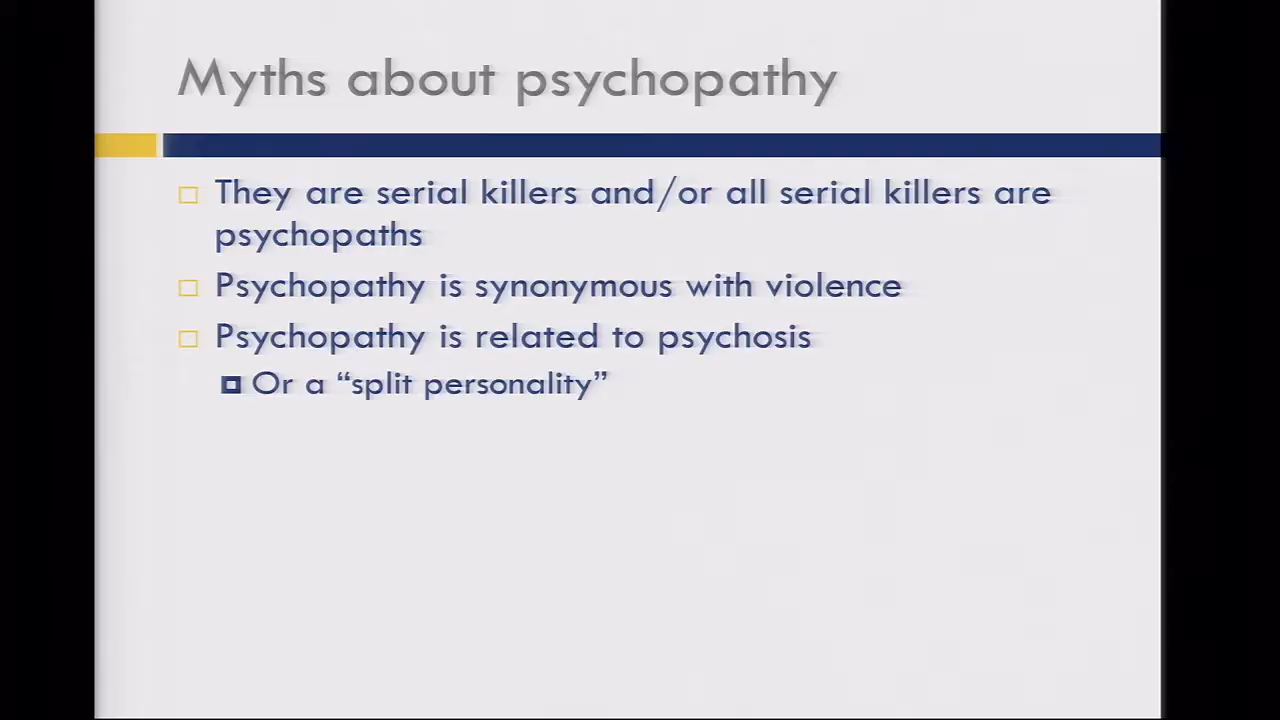 Myths about psychopathy
They are serial killers and/or all serial killers are
psychopaths
Psychopathy is synonymous with violence
Psychopathy is related to psychosis
Or a “split personality”